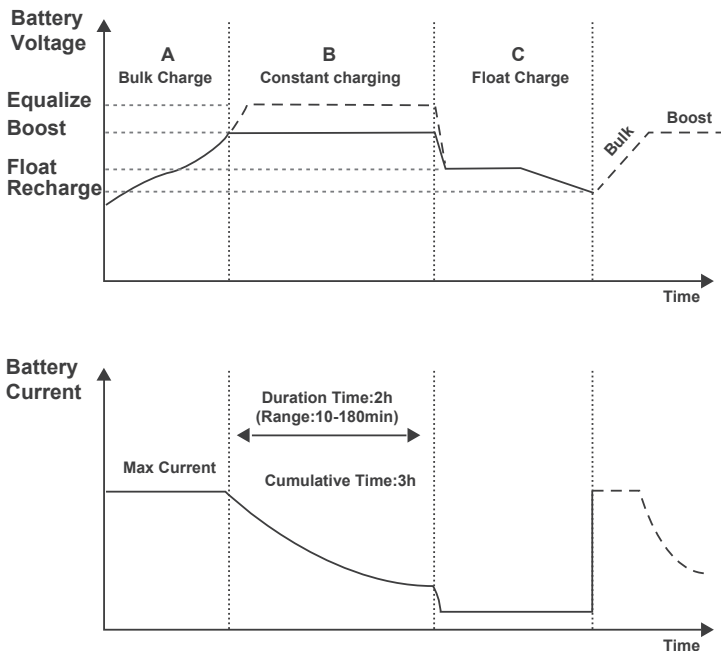 Battery
Voltage
A
Bulk Charge
B
Constant charging
C
Float Charge
Equalize
Boost
Float
Recharge
Bulk
Boost
Time
Battery
Current
Duration Time:2h
(Range:10-180min)
Max Current
Cumulative Time:3h
Time